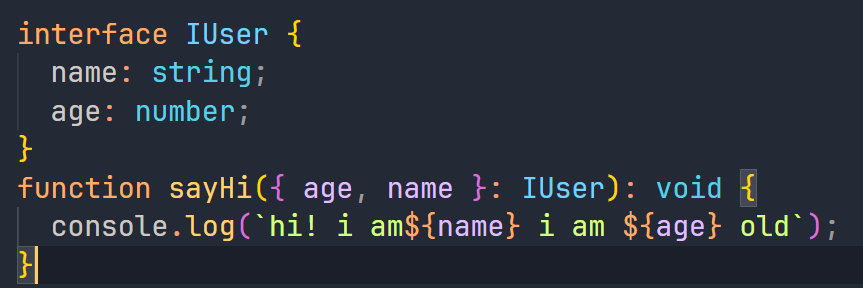 interface IUser {
  name: string;
  age: number;
}
function sayHi({ age, name }: IUser): void {
  console.log(`hi! i am${name} i am ${age} old`);
}